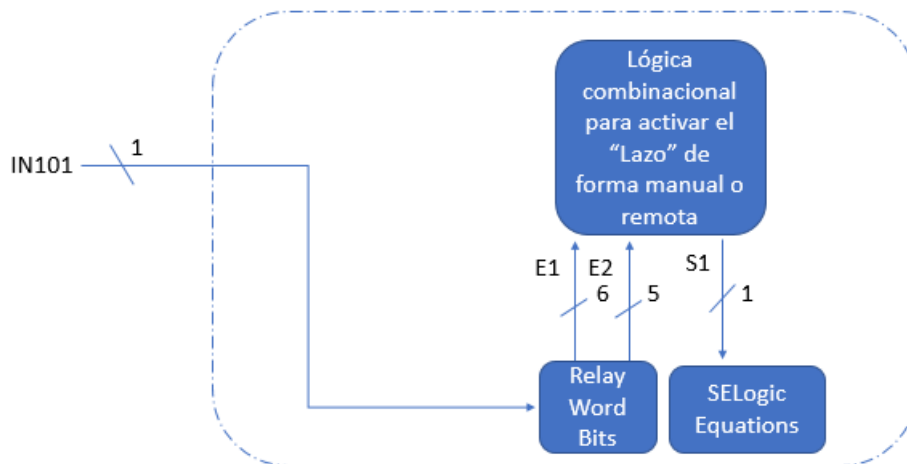 Lógica
combinacional
para activar el
“Lazo” de
forma manual o
remota
1
IN101
E1
E2
S1
6
5
1
Relay
Word
Bits
SELogic
Equations